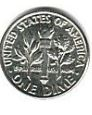 UNITED STATES OF AMERICA
ONE DIME